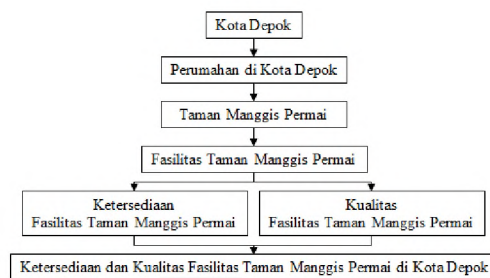 Kota Depok
Perumahan di Kota Depok
Taman Manggis Permai
Fasilitas Taman Manggis Permai
Ketersediaan
Fasilitas Taman Manggis Permai
Kualitas
Fasilitas Taman Manggis Permai
Ketersediaan dan Kualitas Fasilitas Taman Manggis Permai di Kota Depok